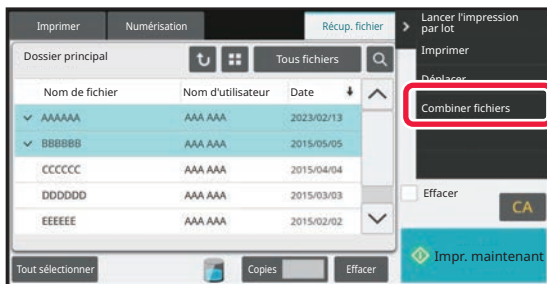 Imprimer
Numérisation
Récup. fichier
Dossier principal
Tous fichiers
Nom de fichier Nom d'utilisateur Date
AAAAAA AAA AAA 2023/02/13
BBBBBB AAA AAA 2015/05/05
CCCCCC AAA AAA 2015/04/04
DDDDDD AAA AAA 2015/03/03
EEEEEE AAA AAA 2015/02/02
Tout sélectionner
Copies
Effacer
Lancer l'impression
par lot
Imprimer
Déplacer
Combiner fichiers
Effacer
CA
Impr. maintenant